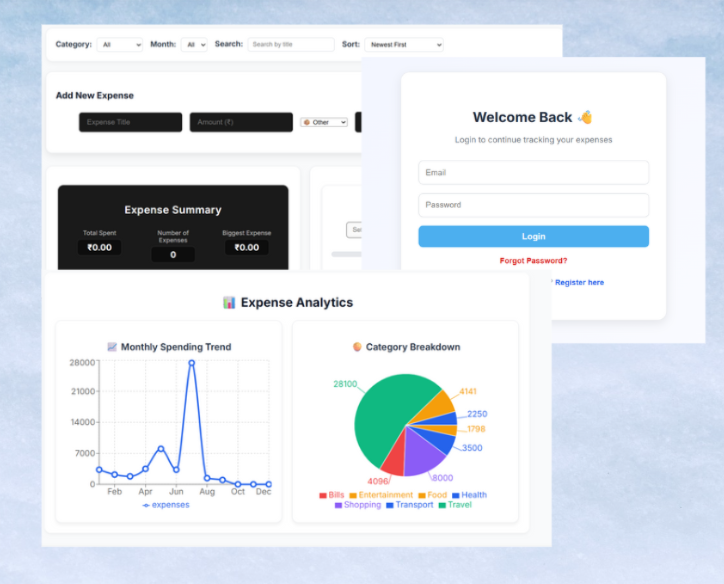 Category: All Month: All Search: Search by title Sort: Newest First
Add New Expense
Expense Title Amount (₹) Other
Expense Summary
Total Spent Number of Expenses Biggest Expense
₹0.00 0 ₹0.00
Welcome Back
Login to continue tracking your expenses
Email
Password
Login
Forgot Password?
Register here
Expense Analytics
Monthly Spending Trend
28000
21000
14000
7000
0
Feb Apr Jun Aug Oct Dec
expenses
Category Breakdown
28100
4141
2250
1798
3500
8000
4096
Bills Entertainment Food Health
Shopping Transport Travel